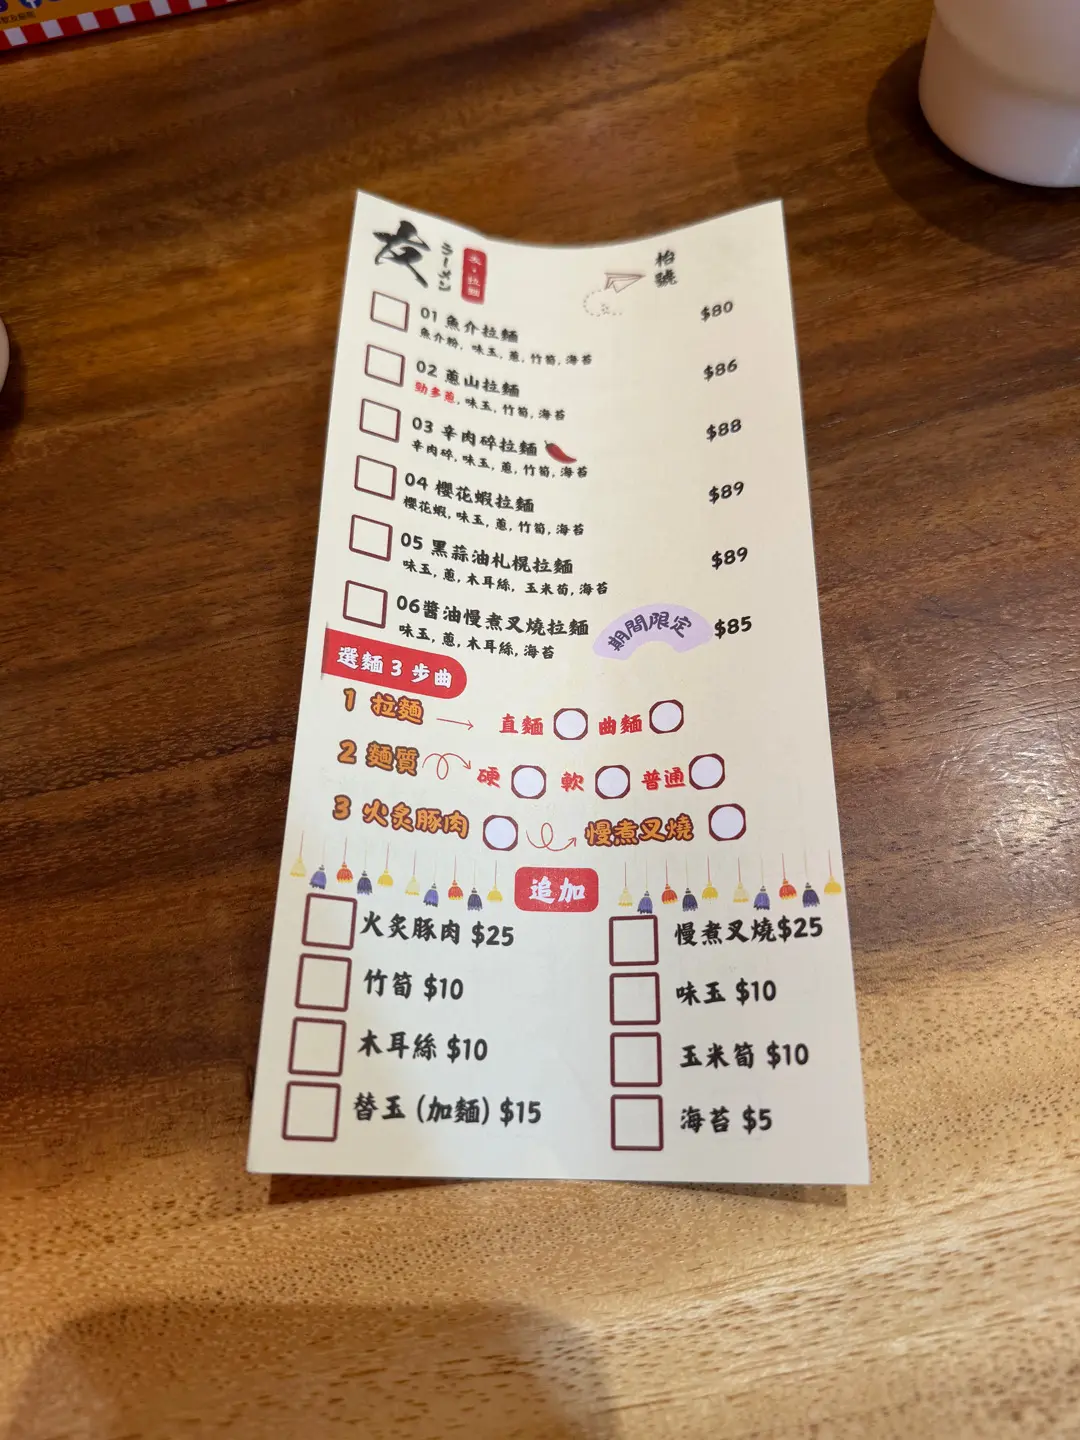 友
ラーメン
友・拉麵
枱號
01 魚介拉麵 $80
魚介粉, 味玉, 蔥, 竹筍, 海苔
02 蔥山拉麵 $86
勁多蔥, 味玉, 竹筍, 海苔
03 辛肉碎拉麵 $88
辛肉碎, 味玉, 蔥, 竹筍, 海苔
04 櫻花蝦拉麵 $89
櫻花蝦, 味玉, 蔥, 竹筍, 海苔
05 黑蒜油札幌拉麵 $89
味玉, 蔥, 木耳絲, 玉米筍, 海苔
06醬油慢煮叉燒拉麵 期間限定 $85
味玉, 蔥, 木耳絲, 海苔
選麵 3 步曲
1 拉麵 直麵 曲麵
2 麵質 硬 軟 普通
3 火炙豚肉 慢煮叉燒
追加
火炙豚肉 $25 慢煮叉燒$25
竹筍 $10 味玉 $10
木耳絲 $10 玉米筍 $10
替玉 (加麵) $15 海苔 $5